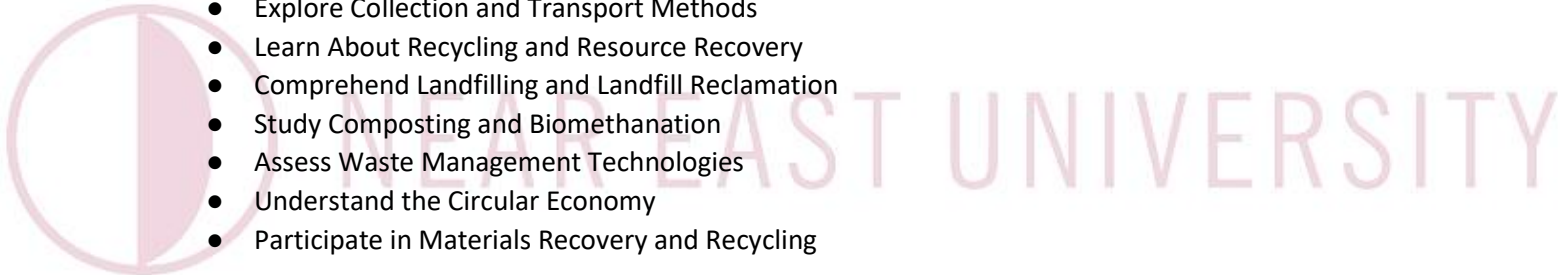 ● Explore Collection and Transport Methods
● Learn About Recycling and Resource Recovery
● Comprehend Landfilling and Landfill Reclamation
● Study Composting and Biomethanation
● Assess Waste Management Technologies
● Understand the Circular Economy
● Participate in Materials Recovery and Recycling
NEAR EAST UNIVERSITY